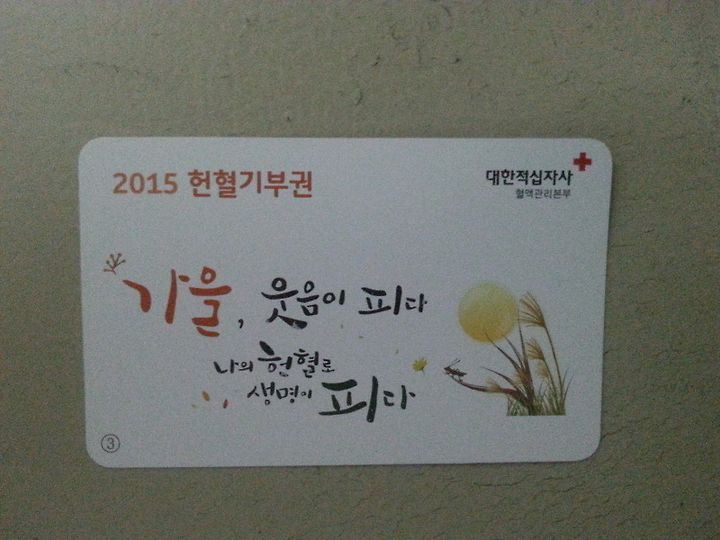 2015 헌혈기부권
대한적십자사
혈액관리본부
가을, 웃음이 피다
나의 헌혈로
생명이 피다
③